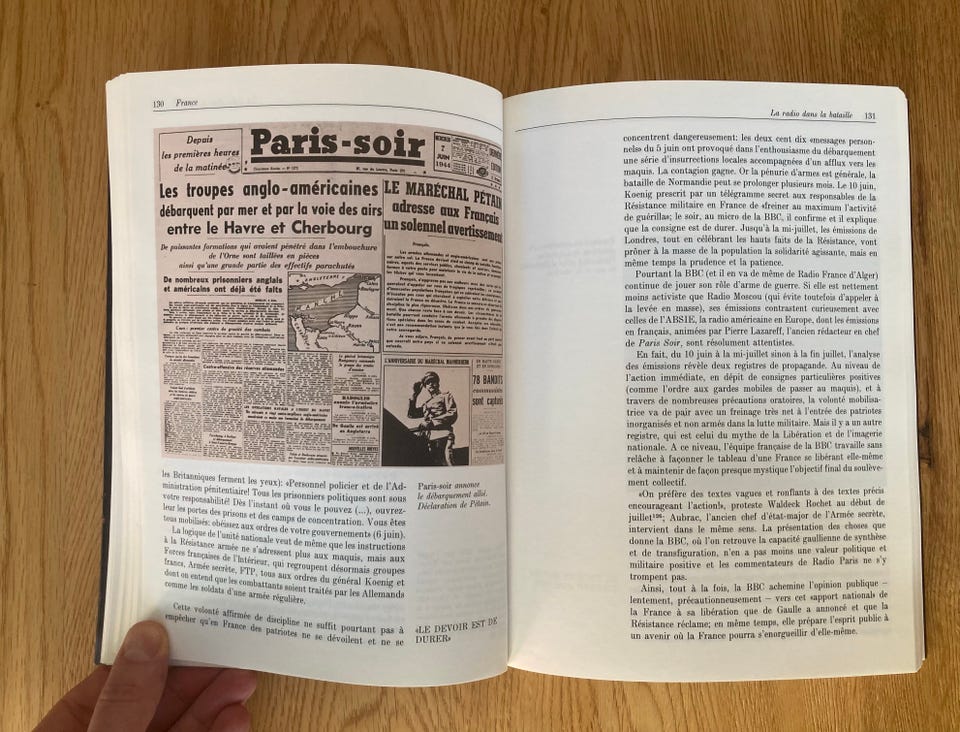 130 France
Depuis
les premières heures
de la matinée
Paris-soir
MERCREDI
7
JUIN
1944
Les troupes anglo-américaines
débarquent par mer et par la voie des airs
entre le Havre et Cherbourg
De puissantes formations qui avaient pénétré dans l'embouchure
de l'Orne sont taillées en pièces
ainsi qu'une grande partie des effectifs parachutés
De nombreux prisonniers anglais
et américains ont déjà été faits
LE MARÉCHAL PÉTAIN
adresse aux Français
un solennel avertissement
Français,
ANGLETERRE
MANCHE
Contre-offensive des réserves allemandes
BADOGLIO
annule l'armistice
franco-italien
De Gaulle est arrivé
en Angleterre
L'ANNIVERSAIRE DU MARÉCHAL MANNERHEIM
78 BANDITS
communistes
sont capturés
les Britanniques ferment les yeux): «Personnel policier et de l'Ad-
ministration pénitentiaire! Tous les prisonniers politiques sont sous
votre responsabilité! Dès l'instant où vous le pouvez (...), ouvrez-
leur les portes des prisons et des camps de concentration. Vous êtes
tous mobilisés: obéissez aux ordres de votre gouvernement» (6 juin).
La logique de l'unité nationale veut de même que les instructions
à la Résistance armée ne s'adressent plus aux maquis, mais aux
Forces françaises de l'Intérieur, qui regroupent désormais groupes
francs, Armée secrète, FTP, tous aux ordres du général Koenig et
dont on entend que les combattants soient traités par les Allemands
comme les soldats d'une armée régulière.
Cette volonté affirmée de discipline ne suffit pourtant pas à
empêcher qu'en France des patriotes ne se dévoilent et ne se
Paris-soir annonce
le débarquement allié.
Déclaration de Pétain.
«LE DEVOIR EST DE
DURER»
La radio dans la bataille 131
concentrent dangereusement: les deux cent dix «messages person-
nels» du 5 juin ont provoqué dans l'enthousiasme du débarquement
une série d'insurrections locales accompagnées d'un afflux vers les
maquis. La contagion gagne. Or la pénurie d'armes est générale, la
bataille de Normandie peut se prolonger plusieurs mois. Le 10 juin,
Koenig prescrit par un télégramme secret aux responsables de la
Résistance militaire en France de «freiner au maximum l'activité
de guérilla»; le soir, au micro de la BBC, il confirme et il explique
que la consigne est de durer. Jusqu'à la mi-juillet, les émissions de
Londres, tout en célébrant les hauts faits de la Résistance, vont
prôner à la masse de la population la solidarité agissante, mais en
même temps la prudence et la patience.
Pourtant la BBC (et il en va de même de Radio France d'Alger)
continue de jouer son rôle d'arme de guerre. Si elle est nettement
moins activiste que Radio Moscou (qui évite toutefois d'appeler à
la levée en masse), ses émissions contrastent curieusement avec
celles de l'ABSIE, la radio américaine en Europe, dont les émissions
en français, animées par Pierre Lazareff, l'ancien rédacteur en chef
de Paris Soir, sont résolument attentistes.
En fait, du 10 juin à la mi-juillet sinon à la fin juillet, l'analyse
des émissions révèle deux registres de propagande. Au niveau de
l'action immédiate, en dépit de consignes particulières positives
(comme l'ordre aux gardes mobiles de passer au maquis), et à
travers de nombreuses précautions oratoires, la volonté mobilisa-
trice va de pair avec un freinage très net à l'entrée des patriotes
inorganisés et non armés dans la lutte militaire. Mais il y a un autre
registre, qui est celui du mythe de la Libération et de l'imagerie
nationale. A ce niveau, l'équipe française de la BBC travaille sans
relâche à façonner le tableau d'une France se libérant elle-même
et à maintenir de façon presque mystique l'objectif final du soulève-
ment collectif.
«On préfère des textes vagues et ronflants à des textes précis
encourageant l'action!», proteste Waldeck Rochet au début de
juillet; Aubrac, l'ancien chef d'état-major de l'Armée secrète,
intervient dans le même sens. La présentation des choses que
donne la BBC, où l'on retrouve la capacité gaullienne de synthèse
et de transfiguration, n'en a pas moins une valeur politique et
militaire positive et les commentateurs de Radio Paris ne s'y
trompent pas.
Ainsi, tout à la fois, la BBC achemine l'opinion publique –
lentement, précautionneusement – vers cet «apport national» de
la France à sa libération que de Gaulle a annoncé et que la
Résistance réclame; en même temps, elle prépare l'esprit public à
un avenir où la France pourra s'enorgueillir d'elle-même.